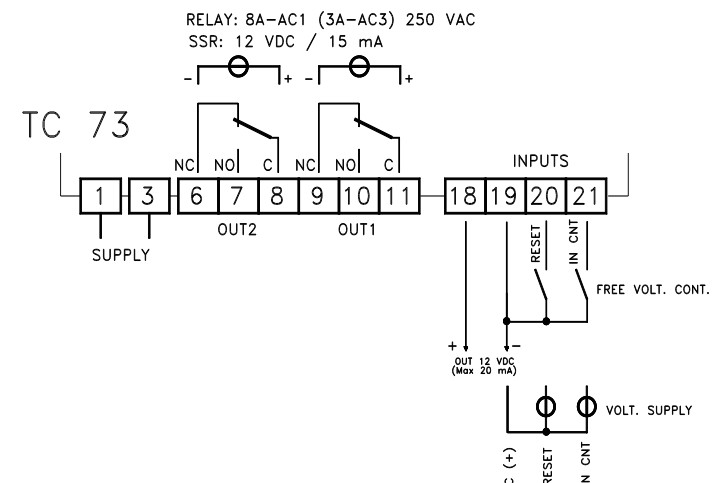 RELAY: 8A-AC1 (3A-AC3) 250 VAC
SSR: 12 VDC / 15 mA
- + - +
TC 73
NC NO C NC NO C
INPUTS
1 3 6 7 8 9 10 11 18 19 20 21
OUT2 OUT1
SUPPLY
RESET
IN CNT
FREE VOLT. CONT.
+ -
OUT 12 VDC
(Max 20 mA)
VOLT. SUPPLY
C (+)
RESET
IN CNT